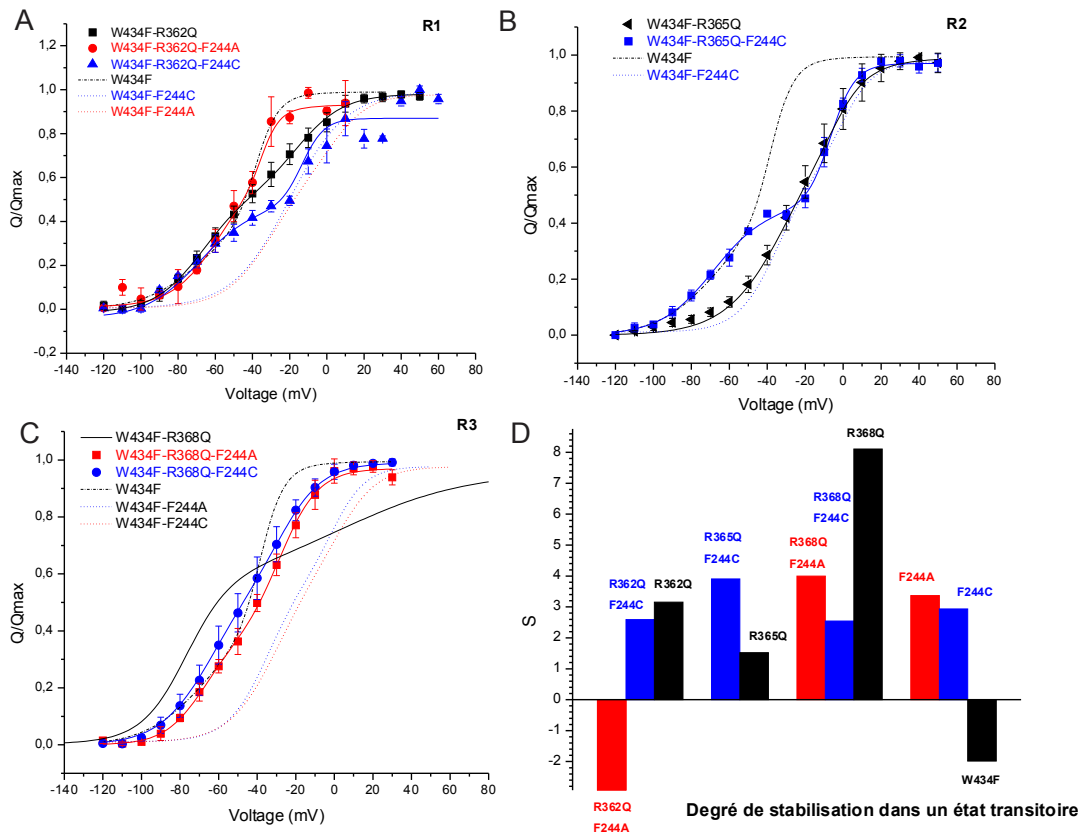 A
R1
W434F-R362Q
W434F-R362Q-F244A
W434F-R362Q-F244C
W434F
W434F-F244C
W434F-F244A
Q/Qmax
1,2
1,0
0,8
0,6
0,4
0,2
0,0
0,2
-140 -120 -100 -80 -60 -40 -20 0 20 40 60 80
Voltage (mV)
B
R2
W434F-R365Q
W434F-R365Q-F244C
W434F
W434F-F244C
Q/Qmax
1,0
0,8
0,6
0,4
0,2
0,0
-140 -120 -100 -80 -60 -40 -20 0 20 40 60 80
Voltage (mV)
C
R3
W434F-R368Q
W434F-R368Q-F244A
W434F-R368Q-F244C
W434F
W434F-F244A
W434F-F244C
Q/Qmax
1,0
0,8
0,6
0,4
0,2
0,0
-140 -120 -100 -80 -60 -40 -20 0 20 40 60 80
Voltage (mV)
D
S
8
6
4
2
0
-2
R362Q
F244A
R362Q
F244C
R362Q
R365Q
F244C
R365Q
R368Q
F244A
R368Q
F244C
R368Q
F244A
F244C
W434F
Degré de stabilisation dans un état transitoire